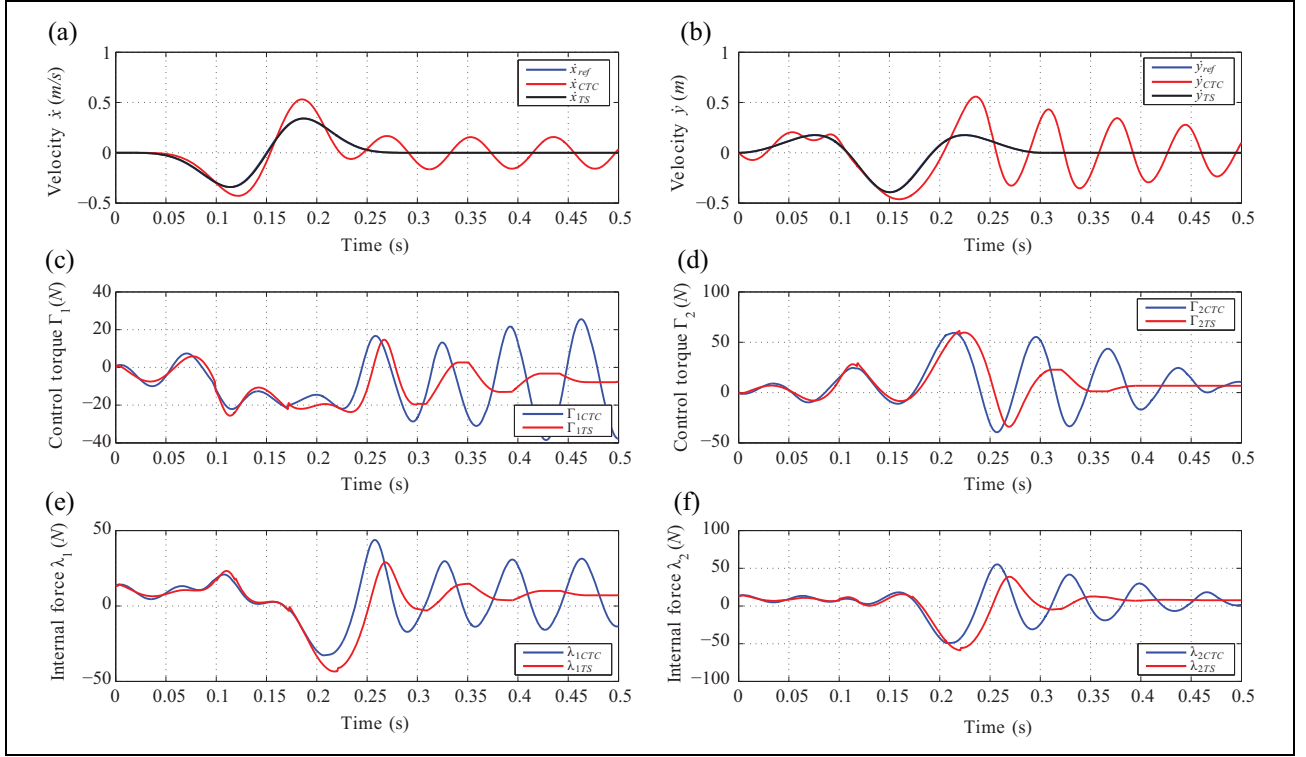 (a)
Velocity ẋ (m/s)
1
0.5
0
−0.5
ẋref
ẋCTC
ẋTS
0 0.05 0.1 0.15 0.2 0.25 0.3 0.35 0.4 0.45 0.5
Time (s)
(b)
Velocity ẏ (m)
1
0.5
0
−0.5
ẏref
ẏCTC
ẏTS
0 0.05 0.1 0.15 0.2 0.25 0.3 0.35 0.4 0.45 0.5
Time (s)
(c)
Control torque Γ1(N)
40
20
0
−20
−40
Γ1CTC
Γ1TS
0 0.05 0.1 0.15 0.2 0.25 0.3 0.35 0.4 0.45 0.5
Time (s)
(d)
Control torque Γ2(N)
100
50
0
−50
Γ2CTC
Γ2TS
0 0.05 0.1 0.15 0.2 0.25 0.3 0.35 0.4 0.45 0.5
Time (s)
(e)
Internal force λ1(N)
50
0
−50
λ1CTC
λ1TS
0 0.05 0.1 0.15 0.2 0.25 0.3 0.35 0.4 0.45 0.5
Time (s)
(f)
Internal force λ2(N)
100
50
0
−50
−100
λ2CTC
λ2TS
0 0.05 0.1 0.15 0.2 0.25 0.3 0.35 0.4 0.45 0.5
Time (s)